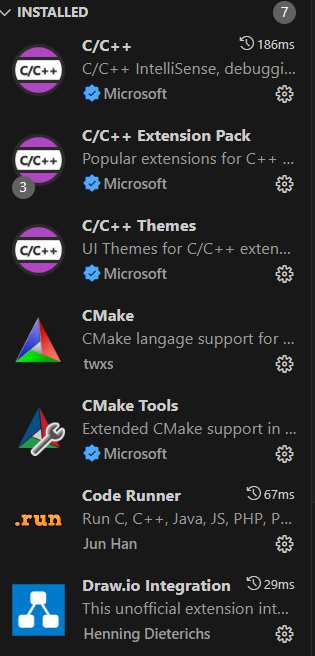 INSTALLED 7
C/C++ 186ms
C/C++ IntelliSense, debuggi...
Microsoft
C/C++ Extension Pack
Popular extensions for C++ ...
3 Microsoft
C/C++ Themes
UI Themes for C/C++ exten...
Microsoft
CMake
CMake langage support for ...
twxs
CMake Tools
Extended CMake support in ...
Microsoft
Code Runner 67ms
.run Run C, C++, Java, JS, PHP, P...
Jun Han
Draw.io Integration 29ms
This unofficial extension int...
Henning Dieterichs
C/C++
C/C++
C/C++